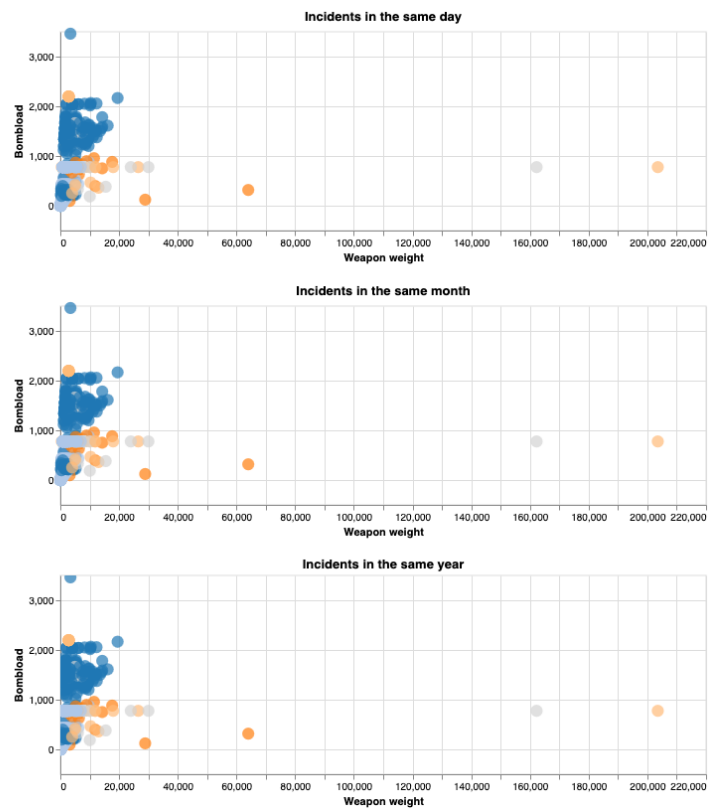 Incidents in the same day
3,000
2,000
1,000
0
Bombload
0 20,000 40,000 60,000 80,000 100,000 120,000 140,000 160,000 180,000 200,000 220,000
Weapon weight
Incidents in the same month
3,000
2,000
1,000
0
Bombload
0 20,000 40,000 60,000 80,000 100,000 120,000 140,000 160,000 180,000 200,000 220,000
Weapon weight
Incidents in the same year
3,000
2,000
1,000
0
Bombload
0 20,000 40,000 60,000 80,000 100,000 120,000 140,000 160,000 180,000 200,000 220,000
Weapon weight